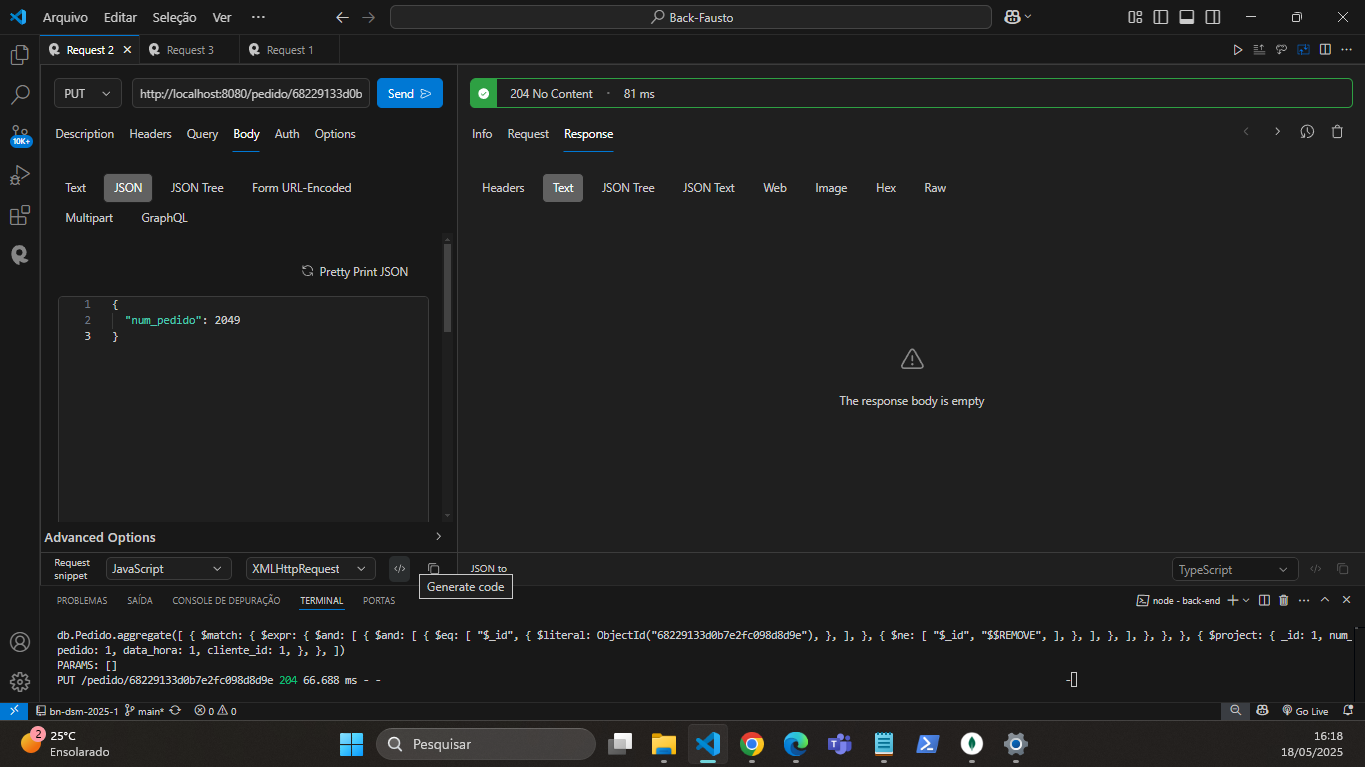 Arquivo Editar Seleção Ver ··· Back-Fausto
Request 2 Request 3 Request 1
PUT http://localhost:8080/pedido/68229133d0b Send
204 No Content · 81 ms
Description Headers Query Body Auth Options
Info Request Response
Text JSON JSON Tree Form URL-Encoded
Multipart GraphQL
Headers Text JSON Tree JSON Text Web Image Hex Raw
10K+
Pretty Print JSON
1 {
2 "num_pedido": 2049
3 }
The response body is empty
Advanced Options
Request
snippet
JavaScript XMLHttpRequest
JSON to
TypeScript
Generate code
PROBLEMAS SAÍDA CONSOLE DE DEPURAÇÃO TERMINAL PORTAS
node - back-end
db.Pedido.aggregate([ { $match: { $expr: { $and: [ { $and: [ { $eq: [ "$_id", { $literal: ObjectId("68229133d0b7e2fc098d8d9e"), }, ], }, { $ne: [ "$_id", "$$REMOVE", ], }, ], }, ], }, }, }, { $project: { _id: 1, num_
pedido: 1, data_hora: 1, cliente_id: 1, }, }, ])
PARAMS: []
PUT /pedido/68229133d0b7e2fc098d8d9e 204 66.688 ms - -
-
bn-dsm-2025-1 main* 0 0 Go Live
2
25°C
Ensolarado
Pesquisar
16:18
18/05/2025